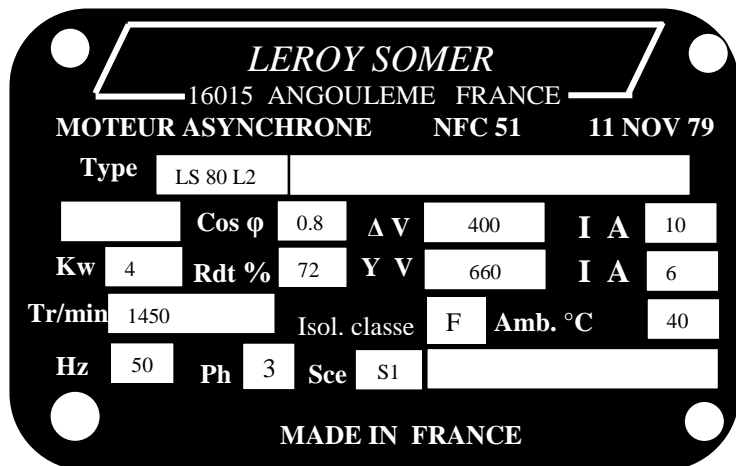 LEROY SOMER
16015 ANGOULEME FRANCE
MOTEUR ASYNCHRONE NFC 51 11 NOV 79
Type LS 80 L2
Cos φ 0.8 Δ V 400 I A 10
Kw 4 Rdt % 72 Y V 660 I A 6
Tr/min 1450 Isol. classe F Amb. °C 40
Hz 50 Ph 3 Sce S1
MADE IN FRANCE